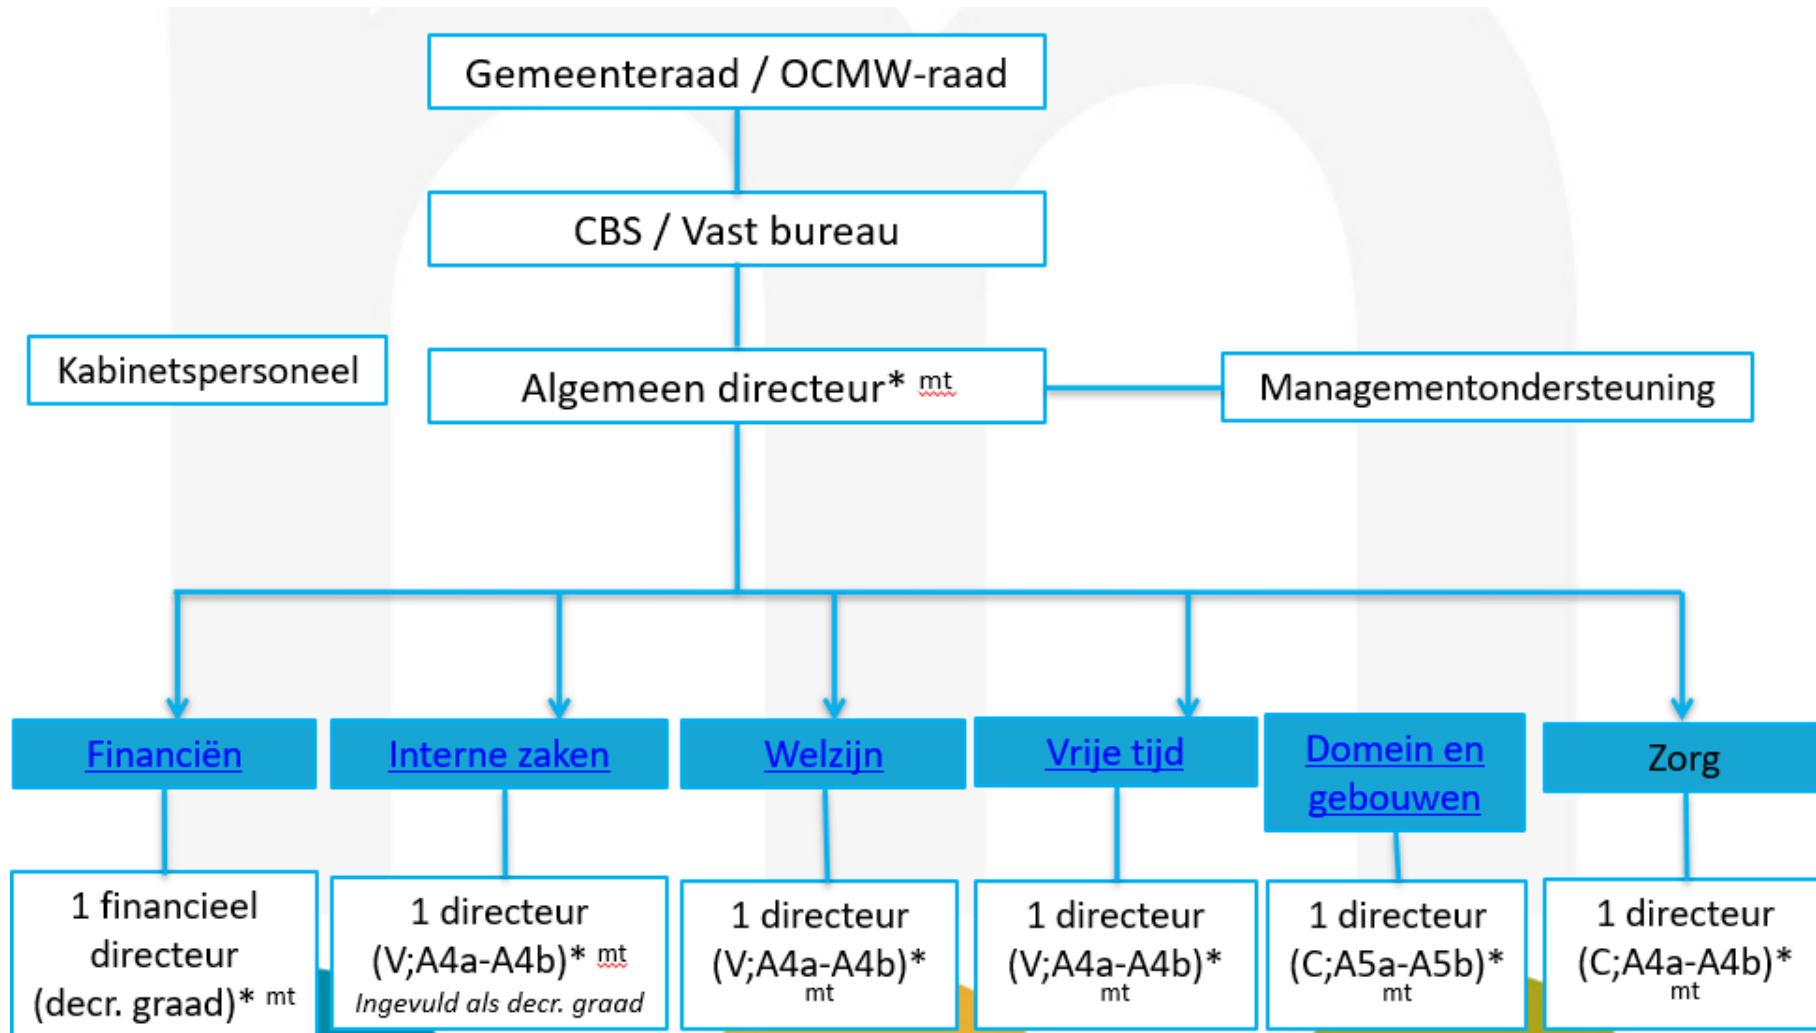 Gemeenteraad / OCMW-raad
CBS / Vast bureau
Kabinetspersoneel
Algemeen directeur* mt
Managementondersteuning
Financiën
Interne zaken
Welzijn
Vrije tijd
Domein en
gebouwen
Zorg
1 financieel
directeur
(decr. graad)* mt
1 directeur
(V;A4a-A4b)* mt
Ingevuld als decr. graad
1 directeur
(V;A4a-A4b)*
mt
1 directeur
(V;A4a-A4b)*
mt
1 directeur
(C;A5a-A5b)*
mt
1 directeur
(C;A4a-A4b)*
mt